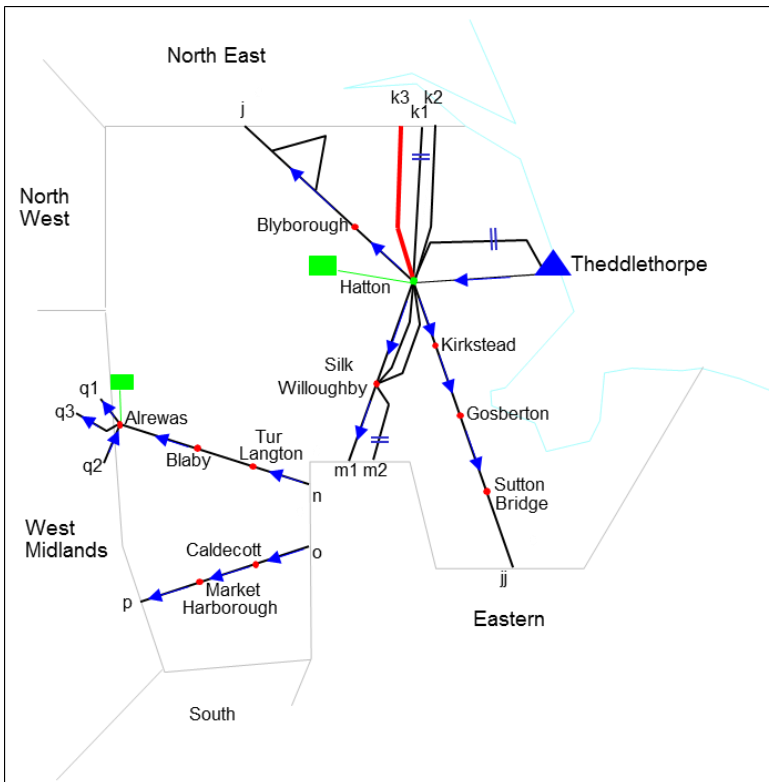 North East
k3
k2
k1
j
North
West
Blyborough
Theddlethorpe
Hatton
Kirkstead
Silk
Willoughby
q1
q3
Alrewas
Gosberton
Tur
Langton
Blaby
q2
m1
m2
Sutton
Bridge
n
West
Midlands
Caldecott
o
Market
Harborough
p
jj
Eastern
South